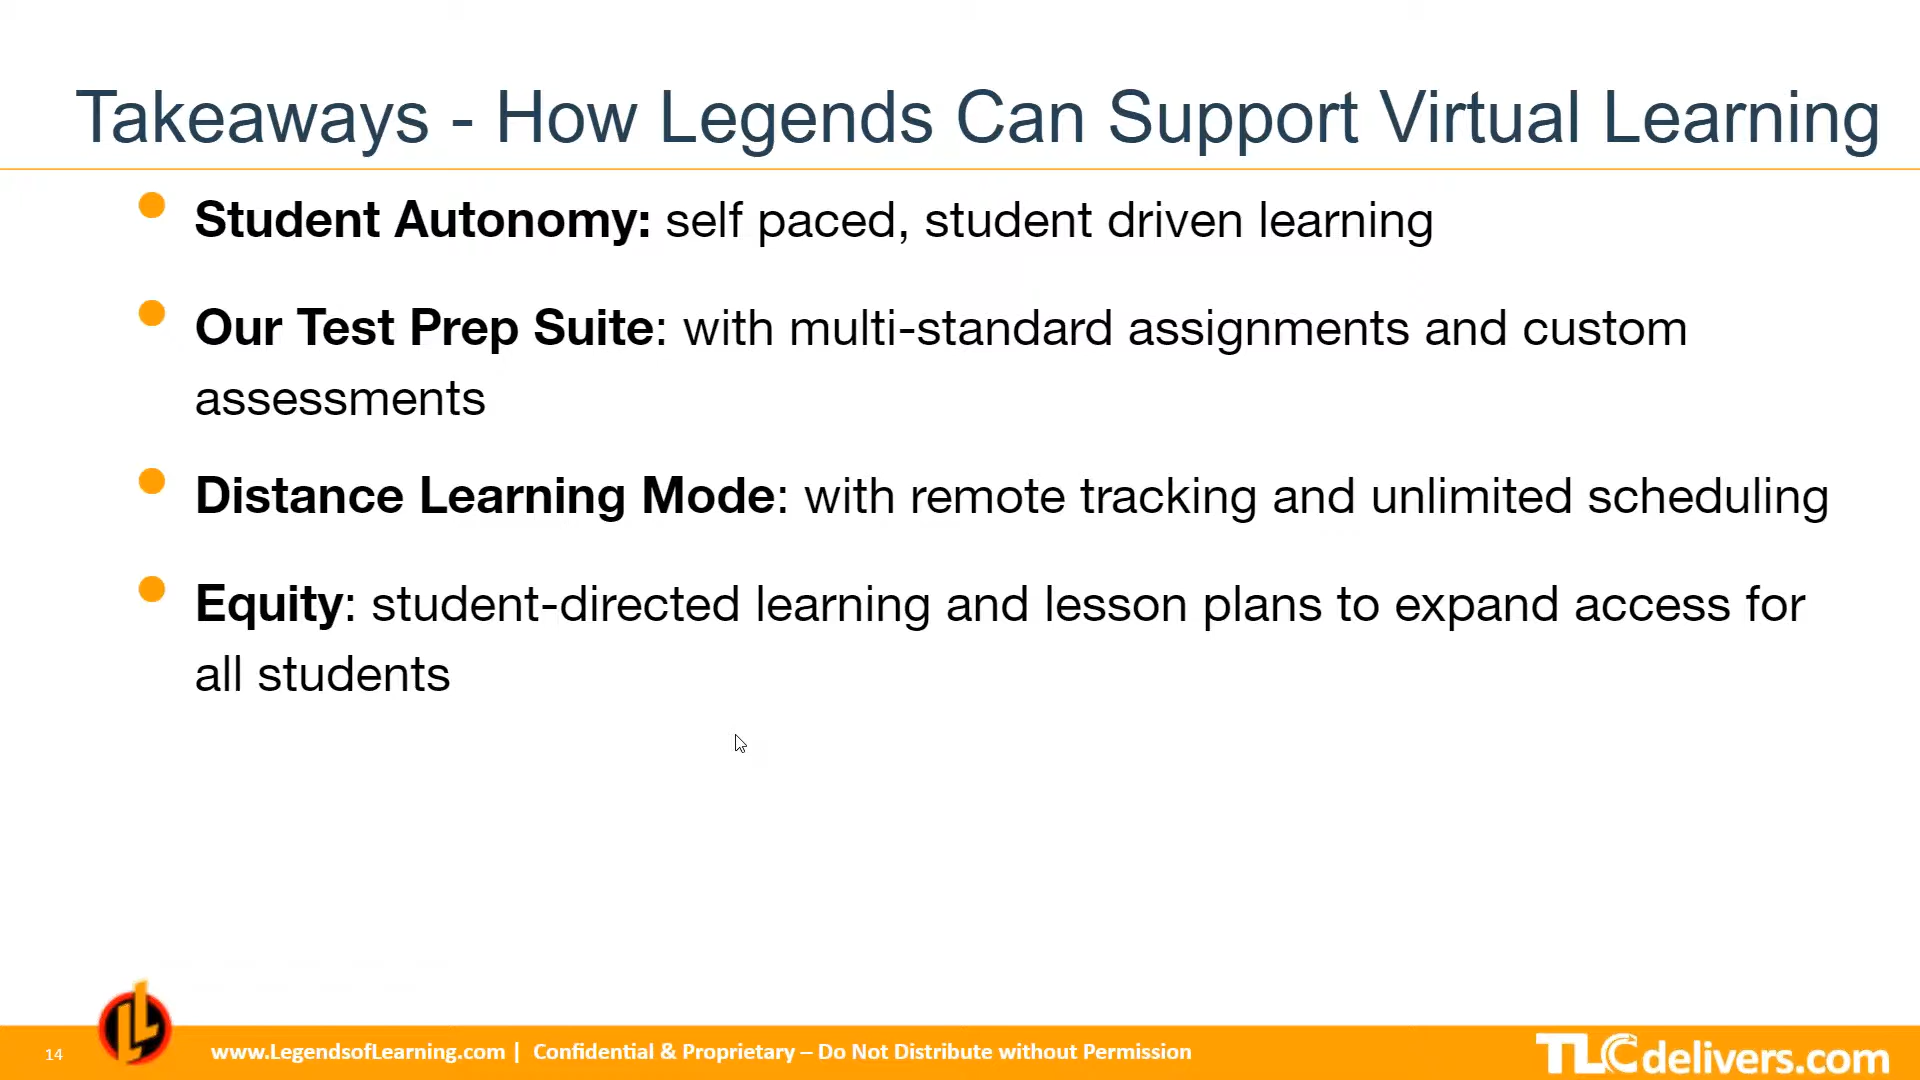 Takeaways - How Legends Can Support Virtual Learning
Student Autonomy: self paced, student driven learning
Our Test Prep Suite: with multi-standard assignments and custom
assessments
Distance Learning Mode: with remote tracking and unlimited scheduling
Equity: student-directed learning and lesson plans to expand access for
all students
14
www.LegendsofLearning.com | Confidential & Proprietary – Do Not Distribute without Permission
TLCdelivers.com